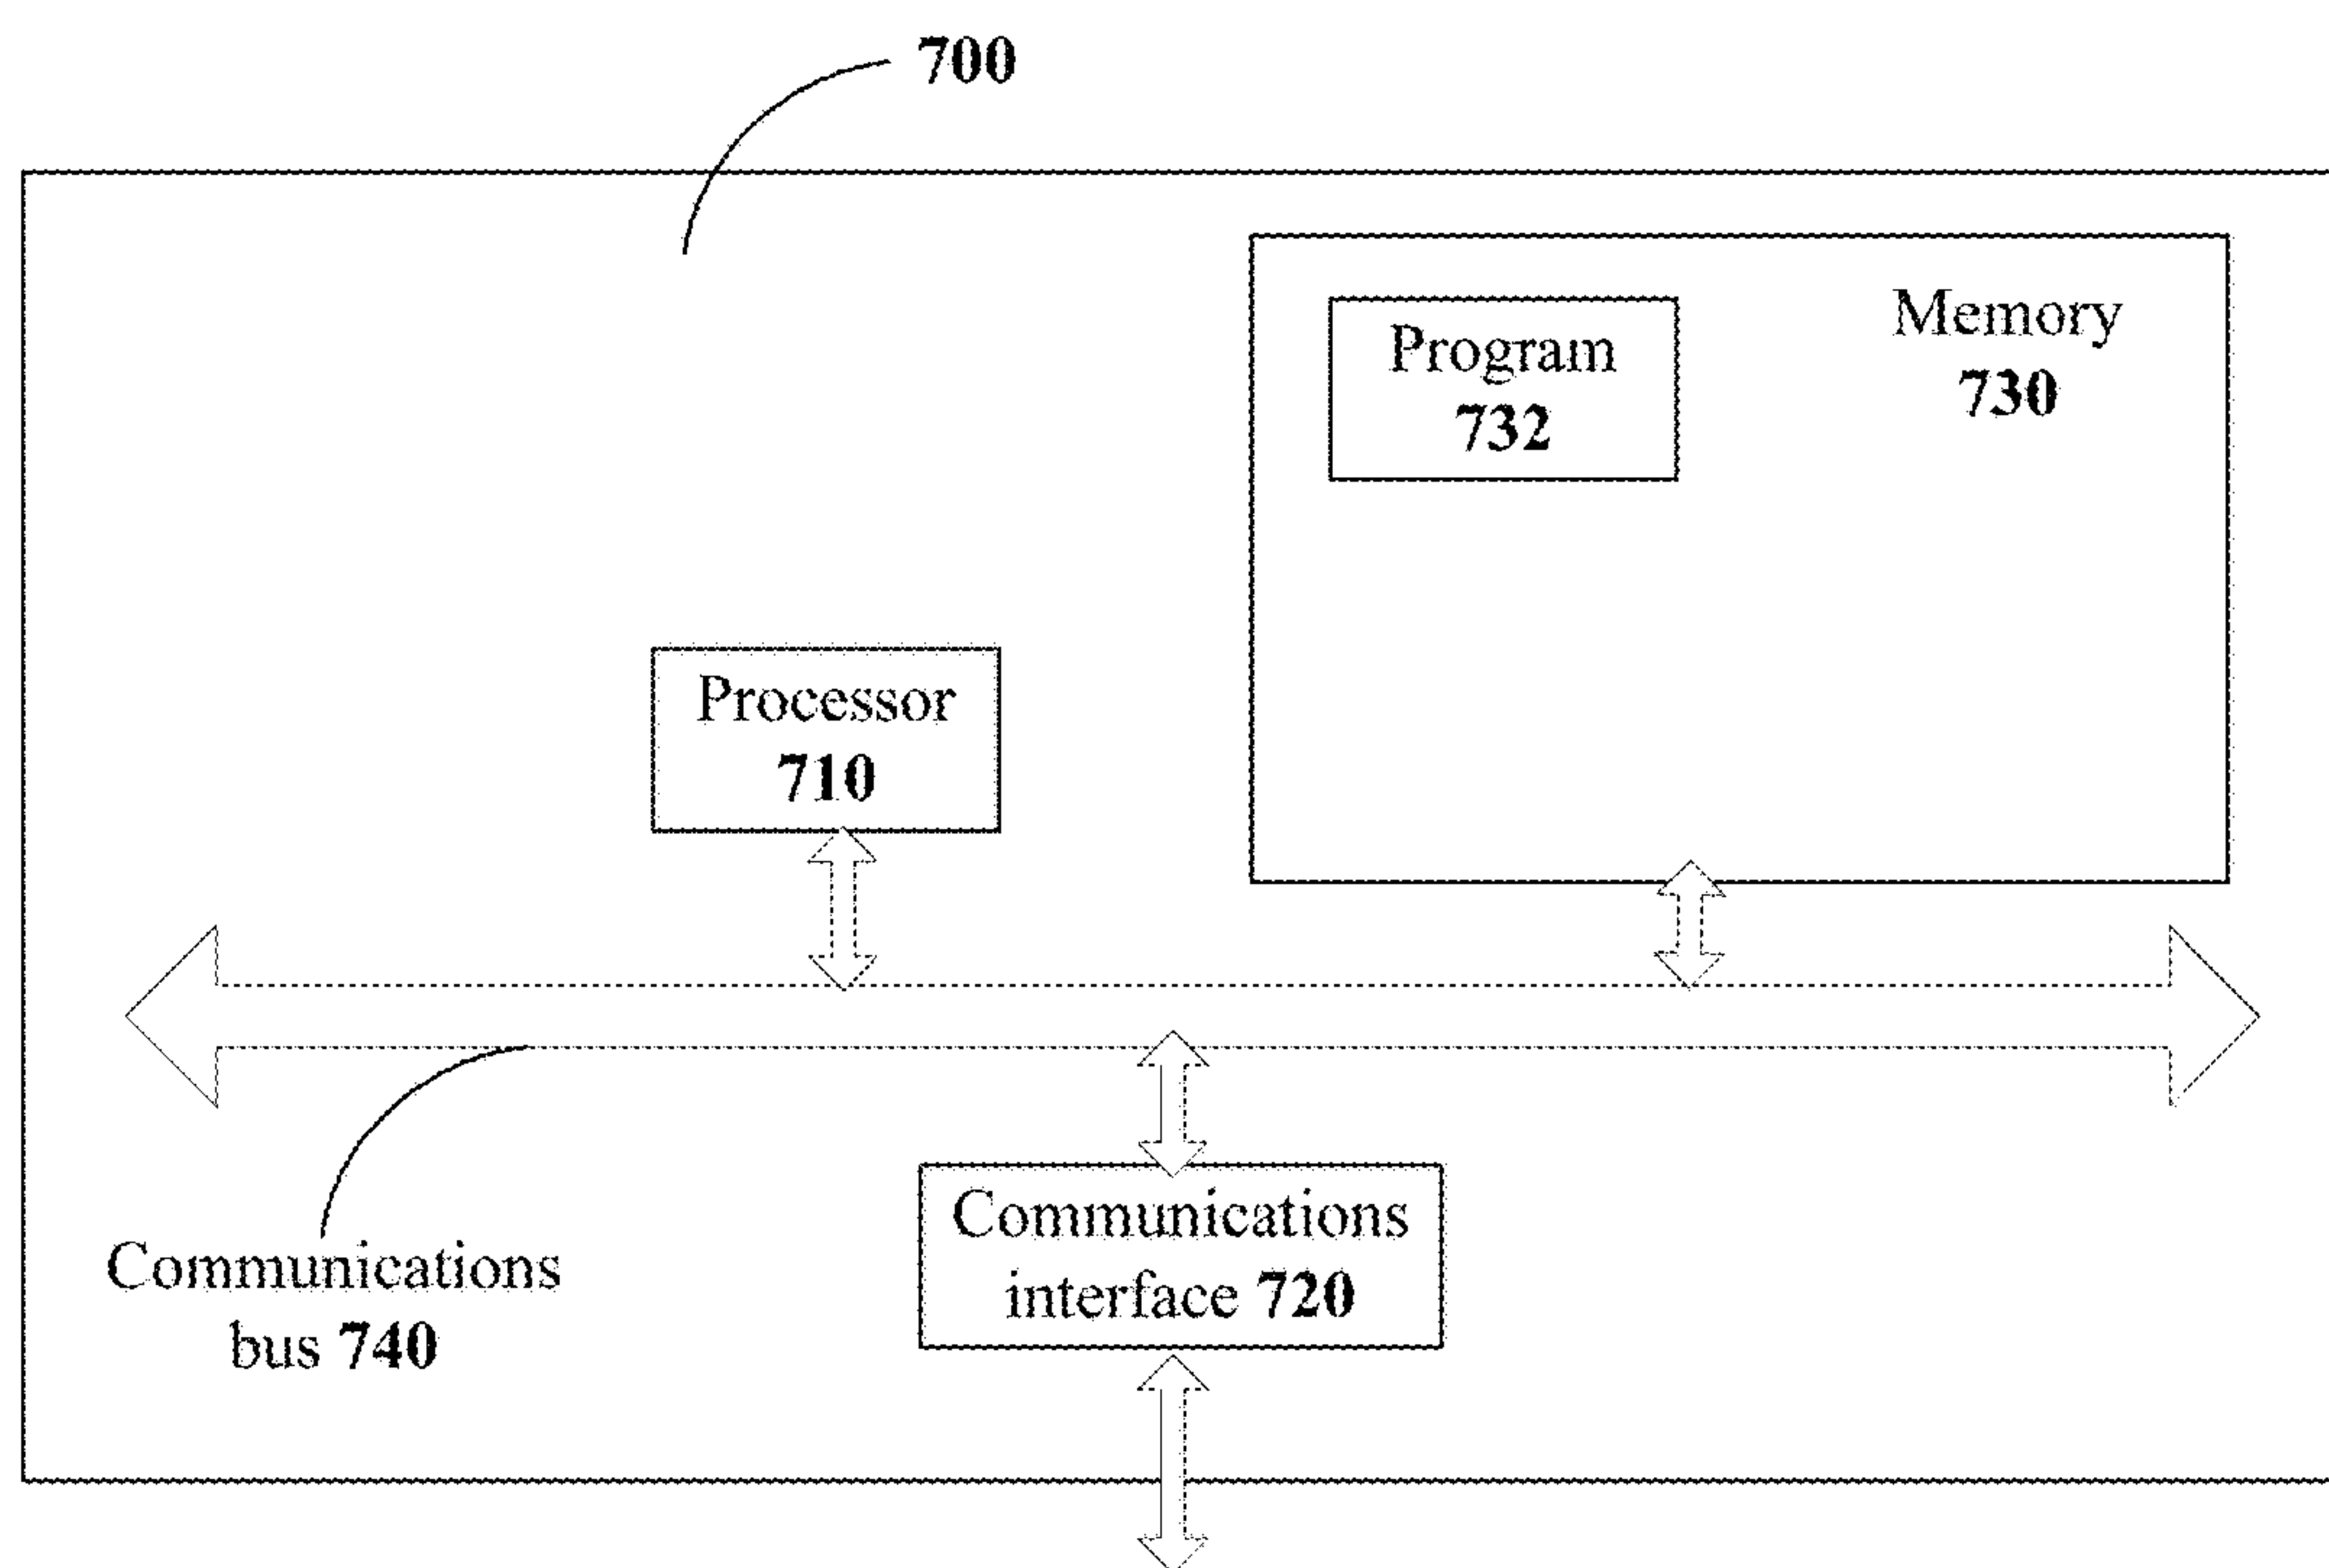 700
Memory
730
Program
732
Processor
710
Communications
interface 720
Communications
bus 740